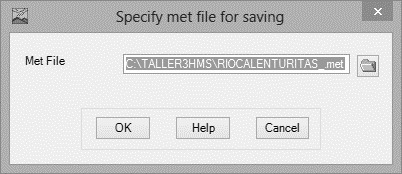 Specify met file for saving
Met File C:\TALLER3HMS\RIOCALENTURITAS_.met
OK Help Cancel